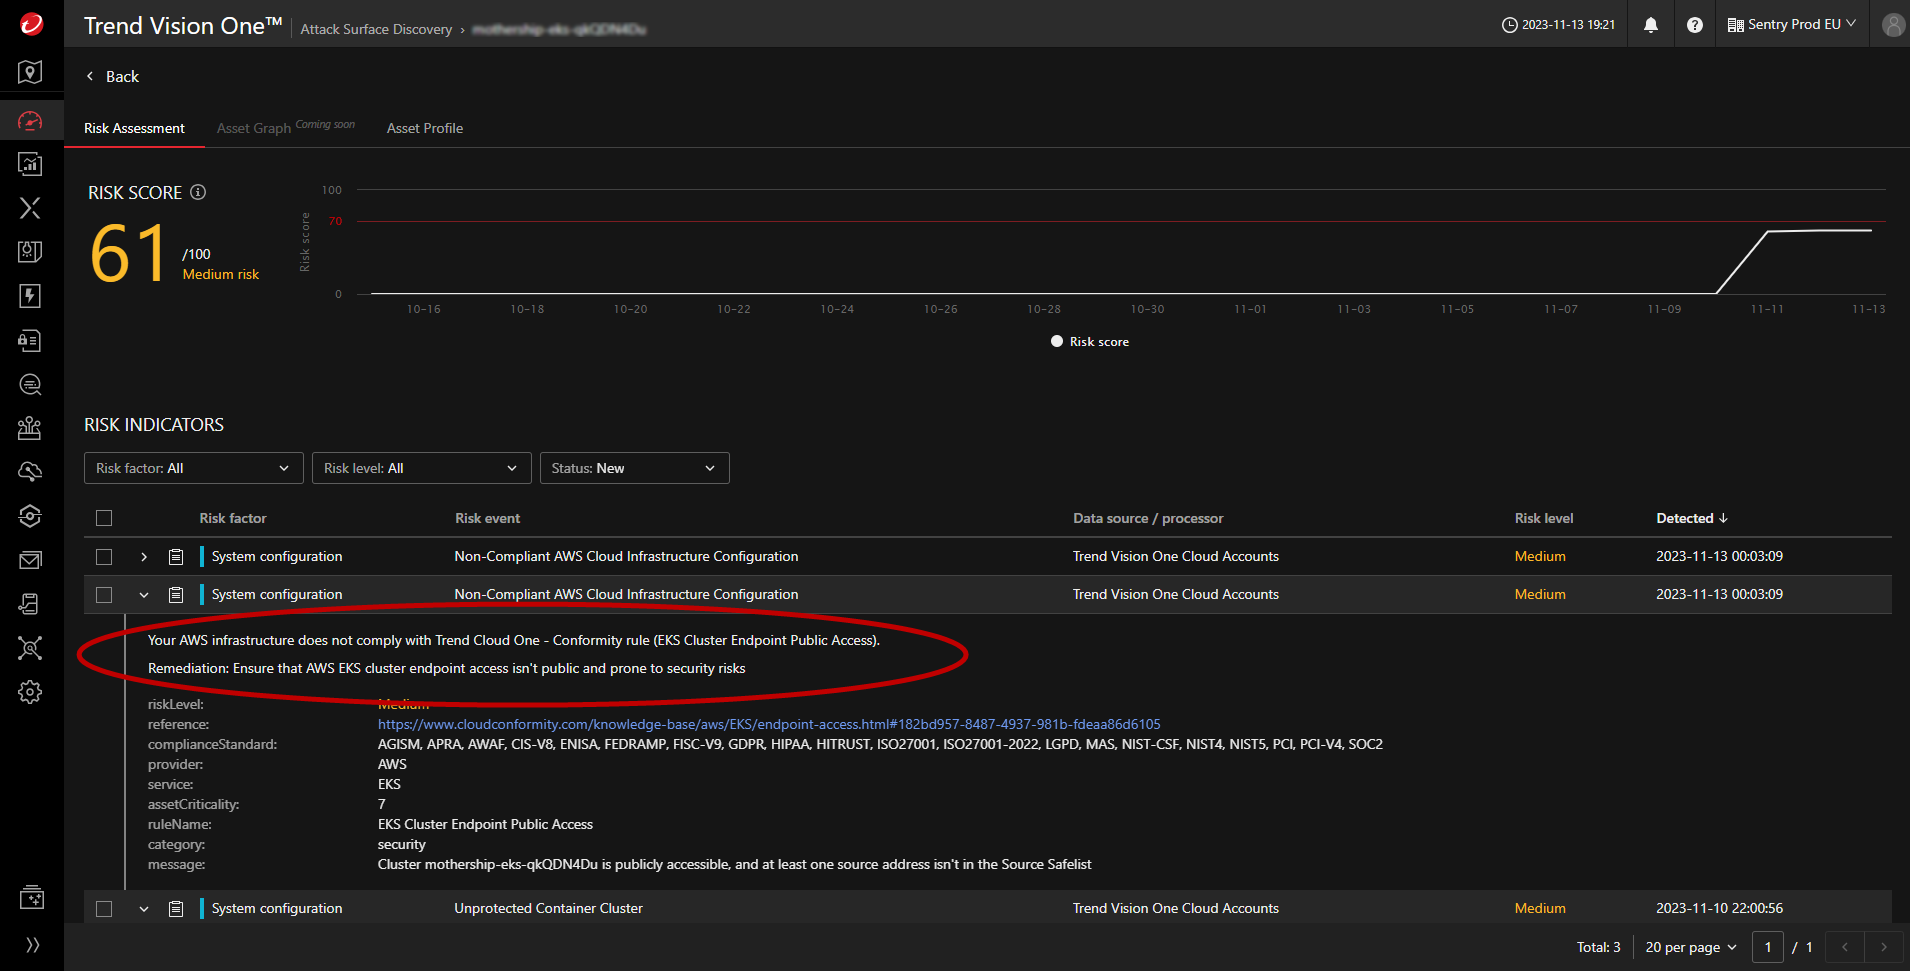 Trend Vision One™ Attack Surface Discovery › 2023-11-13 19:21 Sentry Prod EU
Back
Risk Assessment Asset Graph Coming soon Asset Profile
RISK SCORE
61 /100
Medium risk
Risk score
100
70
0
10-16 10-18 10-20 10-22 10-24 10-26 10-28 10-30 11-01 11-03 11-05 11-07 11-09 11-11 11-13
Risk score
RISK INDICATORS
Risk factor: All Risk level: All Status: New
Risk factor Risk event Data source / processor Risk level Detected ↓
System configuration Non-Compliant AWS Cloud Infrastructure Configuration Trend Vision One Cloud Accounts Medium 2023-11-13 00:03:09
System configuration Non-Compliant AWS Cloud Infrastructure Configuration Trend Vision One Cloud Accounts Medium 2023-11-13 00:03:09
Your AWS infrastructure does not comply with Trend Cloud One - Conformity rule (EKS Cluster Endpoint Public Access).
Remediation: Ensure that AWS EKS cluster endpoint access isn't public and prone to security risks
riskLevel: Medium
reference: https://www.cloudconformity.com/knowledge-base/aws/EKS/endpoint-access.html#182bd957-8487-4937-981b-fdeaa86d6105
complianceStandard: AGISM, APRA, AWAF, CIS-V8, ENISA, FEDRAMP, FISC-V9, GDPR, HIPAA, HITRUST, ISO27001, ISO27001-2022, LGPD, MAS, NIST-CSF, NIST4, NIST5, PCI, PCI-V4, SOC2
provider: AWS
service: EKS
assetCriticality: 7
ruleName: EKS Cluster Endpoint Public Access
category: security
message: Cluster mothership-eks-qkQDN4Du is publicly accessible, and at least one source address isn't in the Source Safelist
System configuration Unprotected Container Cluster Trend Vision One Cloud Accounts Medium 2023-11-10 22:00:56
Total: 3 20 per page 1 / 1